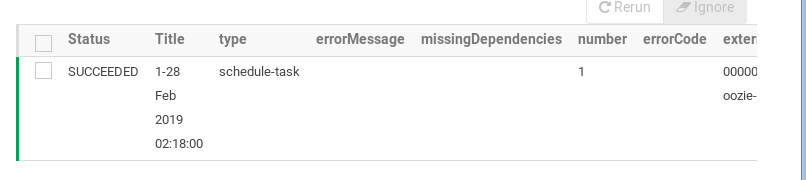 Rerun Ignore
Status Title type errorMessage missingDependencies number errorCode exter
SUCCEEDED 1-28 schedule-task 1 00000
Feb oozie-
2019
02:18:00